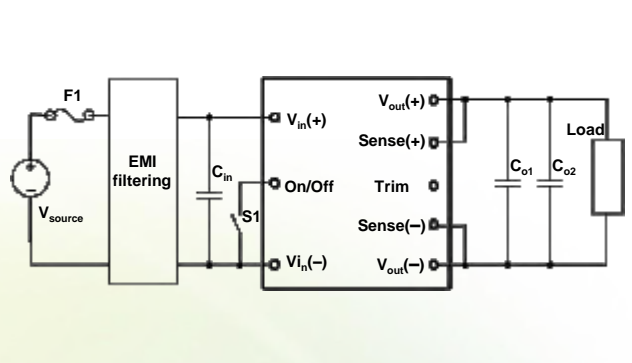 F1
V_source
EMI
filtering
C_in
S1
V_in(+)
On/Off
Vi_n(–)
V_out(+)
Sense(+)
Trim
Sense(–)
V_out(–)
C_o1
C_o2
Load